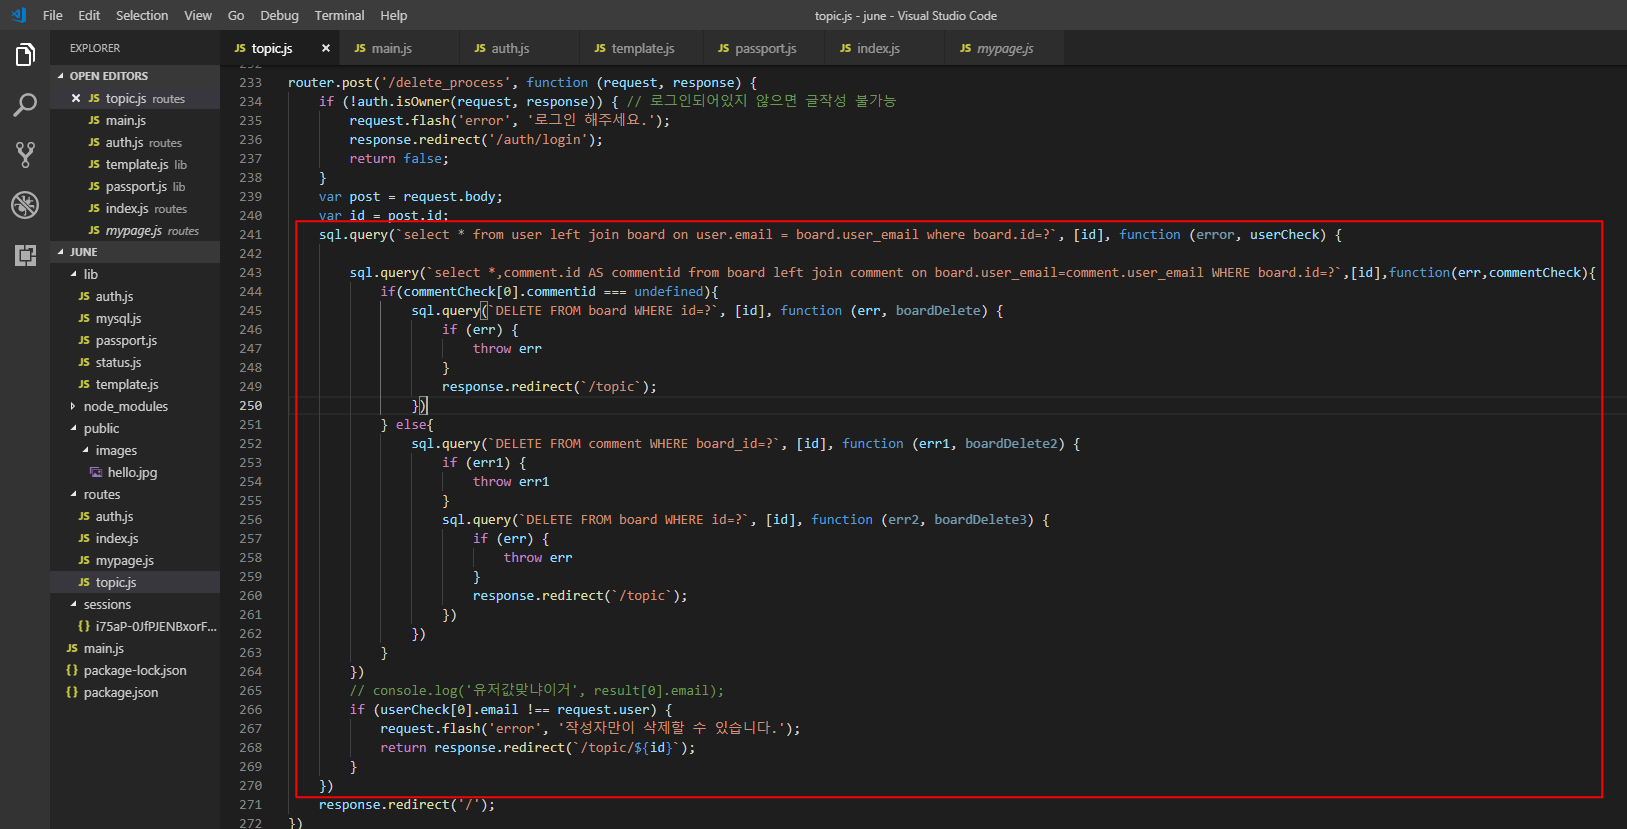 File Edit Selection View Go Debug Terminal Help
topic.js - june - Visual Studio Code
EXPLORER
OPEN EDITORS
JS topic.js routes
JS main.js
JS auth.js routes
JS template.js lib
JS passport.js lib
JS index.js routes
JS mypage.js routes
JUNE
lib
JS auth.js
JS mysql.js
JS passport.js
JS status.js
JS template.js
node_modules
public
images
hello.jpg
routes
JS auth.js
JS index.js
JS mypage.js
JS topic.js
sessions
{} i75aP-0JfPJENBxorF...
JS main.js
{} package-lock.json
{} package.json
JS topic.js × JS main.js JS auth.js JS template.js JS passport.js JS index.js JS mypage.js
232
233 router.post('/delete_process', function (request, response) {
234 if (!auth.isOwner(request, response)) { // 로그인되어있지 않으면 글작성 불가능
235 request.flash('error', '로그인 해주세요.');
236 response.redirect('/auth/login');
237 return false;
238 }
239 var post = request.body;
240 var id = post.id;
241 sql.query(`select * from user left join board on user.email = board.user_email where board.id=?`, [id], function (error, userCheck) {
242
243 sql.query(`select *,comment.id AS commentid from board left join comment on board.user_email=comment.user_email WHERE board.id=?`,[id],function(err,commentCheck){
244 if(commentCheck[0].commentid === undefined){
245 sql.query(`DELETE FROM board WHERE id=?`, [id], function (err, boardDelete) {
246 if (err) {
247 throw err
248 }
249 response.redirect(`/topic`);
250 })
251 } else{
252 sql.query(`DELETE FROM comment WHERE board_id=?`, [id], function (err1, boardDelete2) {
253 if (err1) {
254 throw err1
255 }
256 sql.query(`DELETE FROM board WHERE id=?`, [id], function (err2, boardDelete3) {
257 if (err) {
258 throw err
259 }
260 response.redirect(`/topic`);
261 })
262 })
263 }
264 })
265 // console.log('유저값맞냐이거', result[0].email);
266 if (userCheck[0].email !== request.user) {
267 request.flash('error', '작성자만이 삭제할 수 있습니다.');
268 return response.redirect(`/topic/${id}`);
269 }
270 })
271 response.redirect('/');
272 })